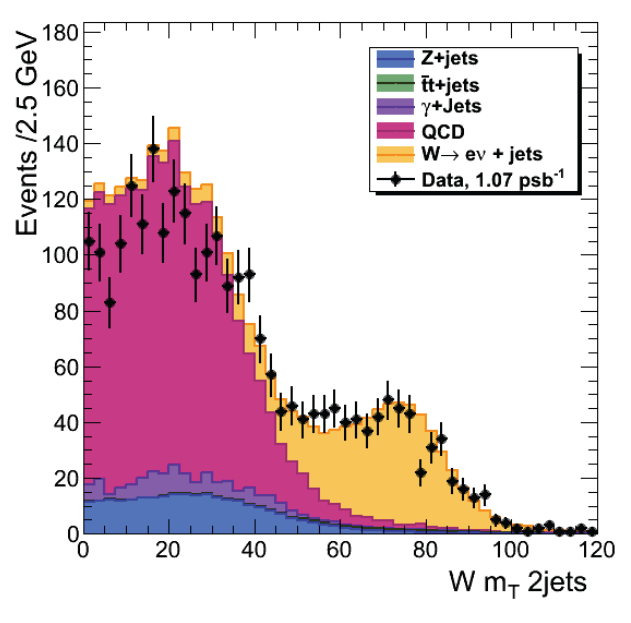 180
160
140
120
100
80
60
40
20
0
Events /2.5 GeV
Z+jets
t̄t+jets
γ+Jets
QCD
W→ eν + jets
Data, 1.07 psb⁻¹
0 20 40 60 80 100 120
W m_T 2jets